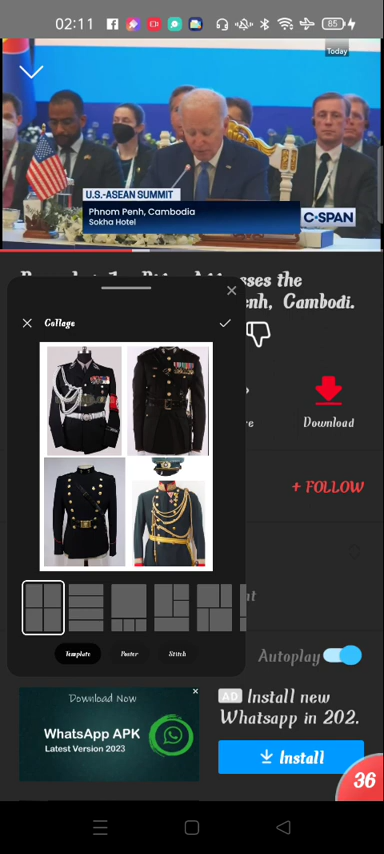 02:11
85
Today
U.S.-ASEAN SUMMIT
Phnom Penh, Cambodia
Sokha Hotel
C-SPAN
sses the
enh, Cambodi.
Collage
Download
+ FOLLOW
Template
Poster
Stitch
Autoplay
Download Now
WhatsApp APK
Latest Version 2023
AD Install new
Whatsapp in 202.
Install
36